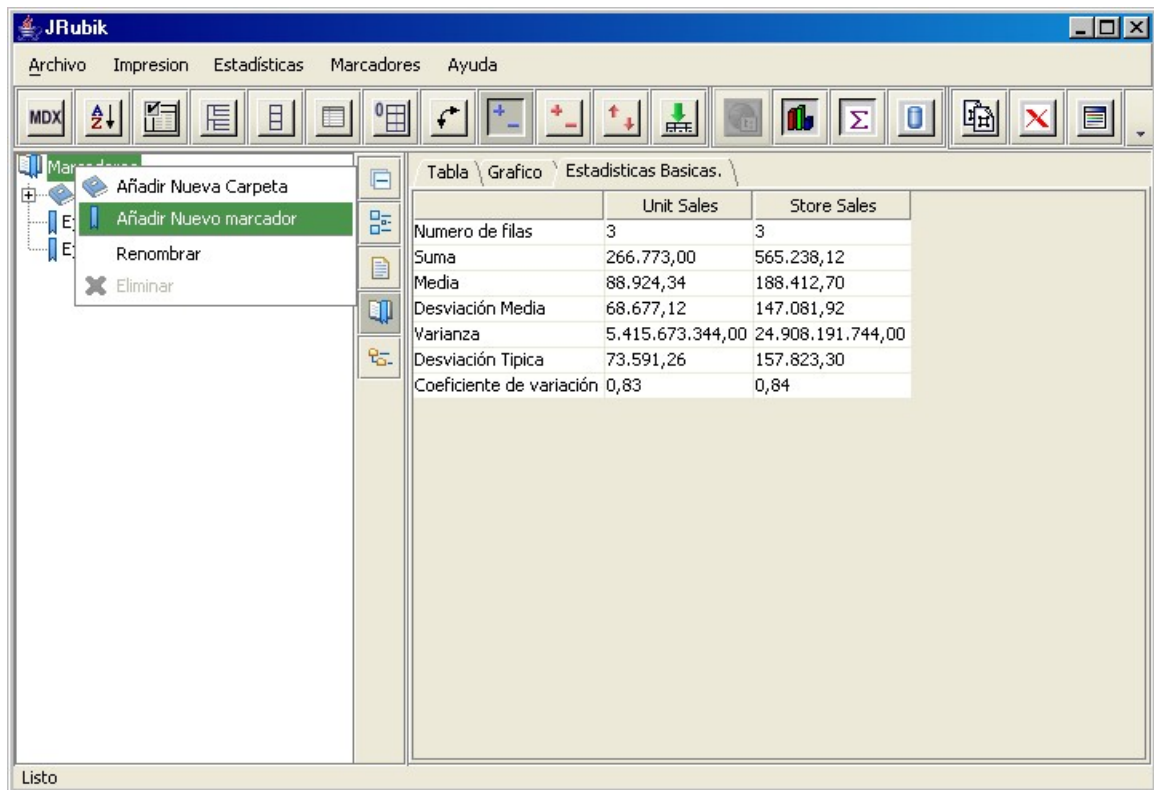 JRubik
Archivo Impresion Estadísticas Marcadores Ayuda
MDX
Añadir Nueva Carpeta
Añadir Nuevo marcador
Renombrar
Eliminar
Tabla Grafico Estadisticas Basicas.
Unit Sales Store Sales
Numero de filas 3 3
Suma 266.773,00 565.238,12
Media 88.924,34 188.412,70
Desviación Media 68.677,12 147.081,92
Varianza 5.415.673.344,00 24.908.191.744,00
Desviación Tipica 73.591,26 157.823,30
Coeficiente de variación 0,83 0,84
Listo